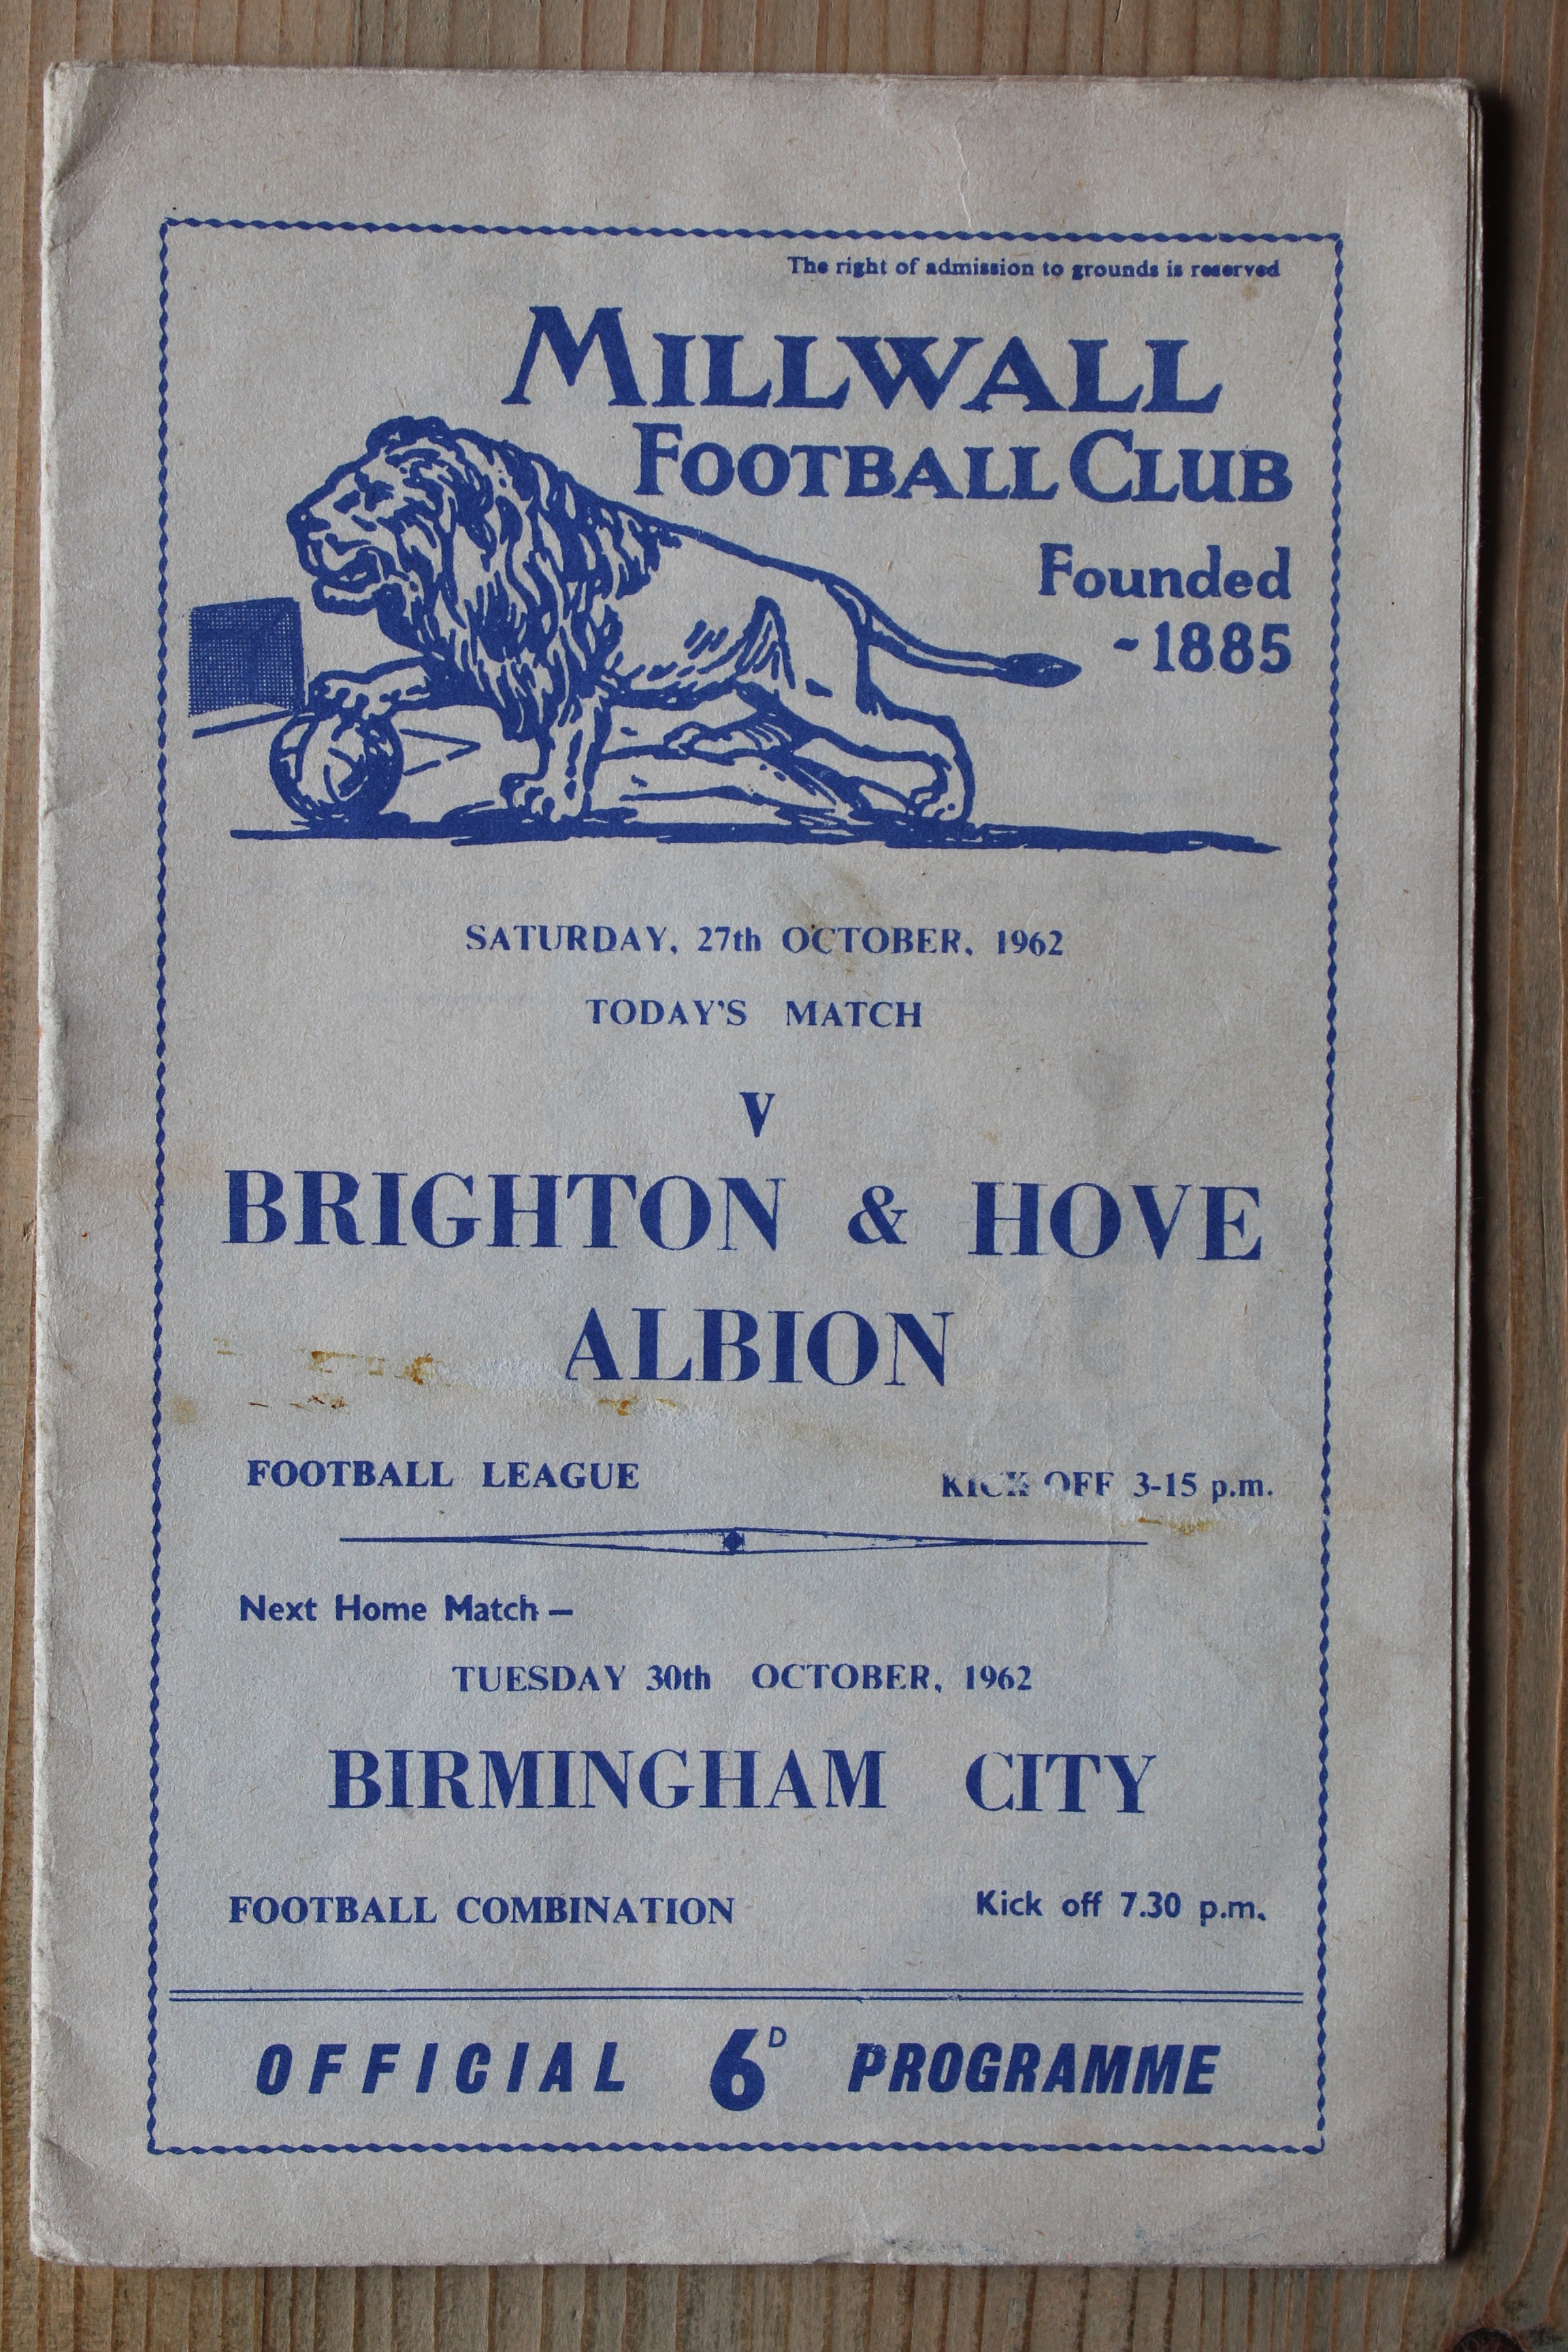 The right of admission to grounds is reserved
MILLWALL
FOOTBALL CLUB
Founded
-1885
SATURDAY, 27th OCTOBER, 1962
TODAY'S MATCH
V
BRIGHTON & HOVE
ALBION
FOOTBALL LEAGUE KICK OFF 3-15 p.m.
Next Home Match —
TUESDAY 30th OCTOBER, 1962
BIRMINGHAM CITY
FOOTBALL COMBINATION Kick off 7.30 p.m.
OFFICIAL 6D PROGRAMME